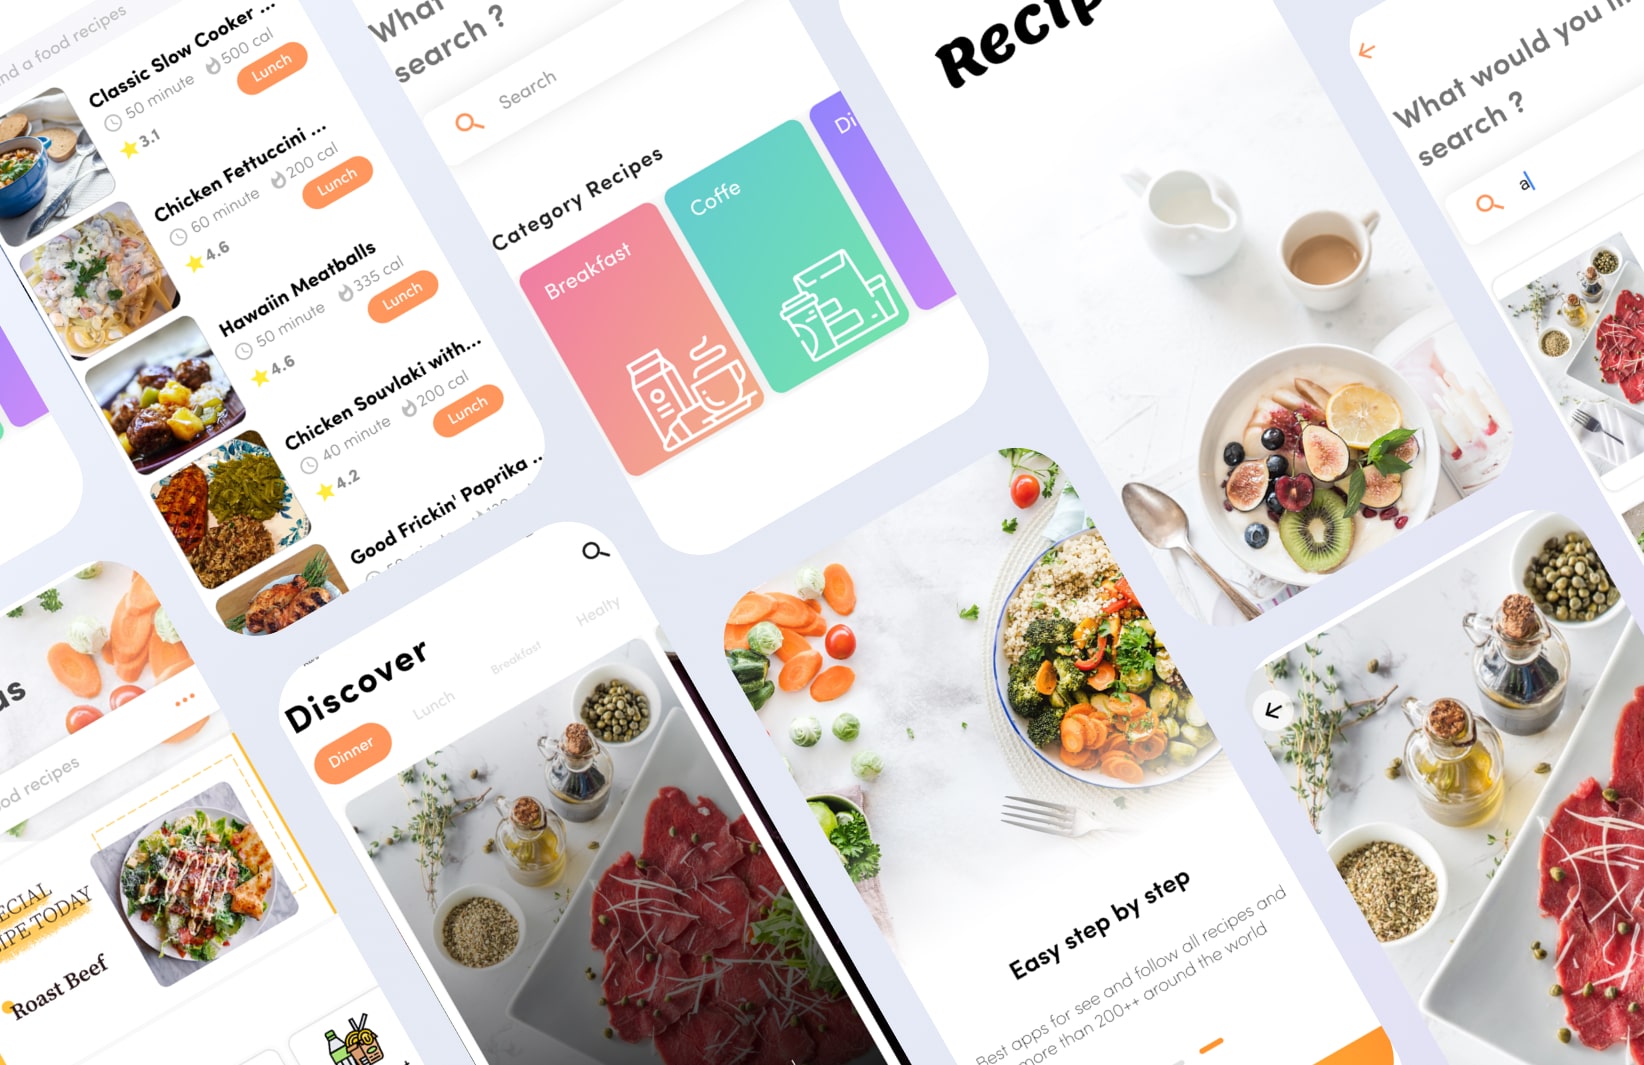 nd a food recipes
Classic Slow Cooker ...
50 minute
500 cal
Lunch
3.1
Chicken Fettuccini ...
60 minute
200 cal
Lunch
4.6
Hawaiin Meatballs
50 minute
335 cal
Lunch
4.6
Chicken Souvlaki with...
40 minute
200 cal
Lunch
4.2
Good Frickin' Paprika ..
What
search ?
Search
Category Recipes
Breakfast
Coffe
Di
Recip
What would you li
search ?
a
as
od recipes
ECIAL
IPE TODAY
Roast Beef
Discover
Dinner
Lunch
Breakfast
Healty
Easy step by step
Best apps for see and follow all recipes and
more than 200++ around the world